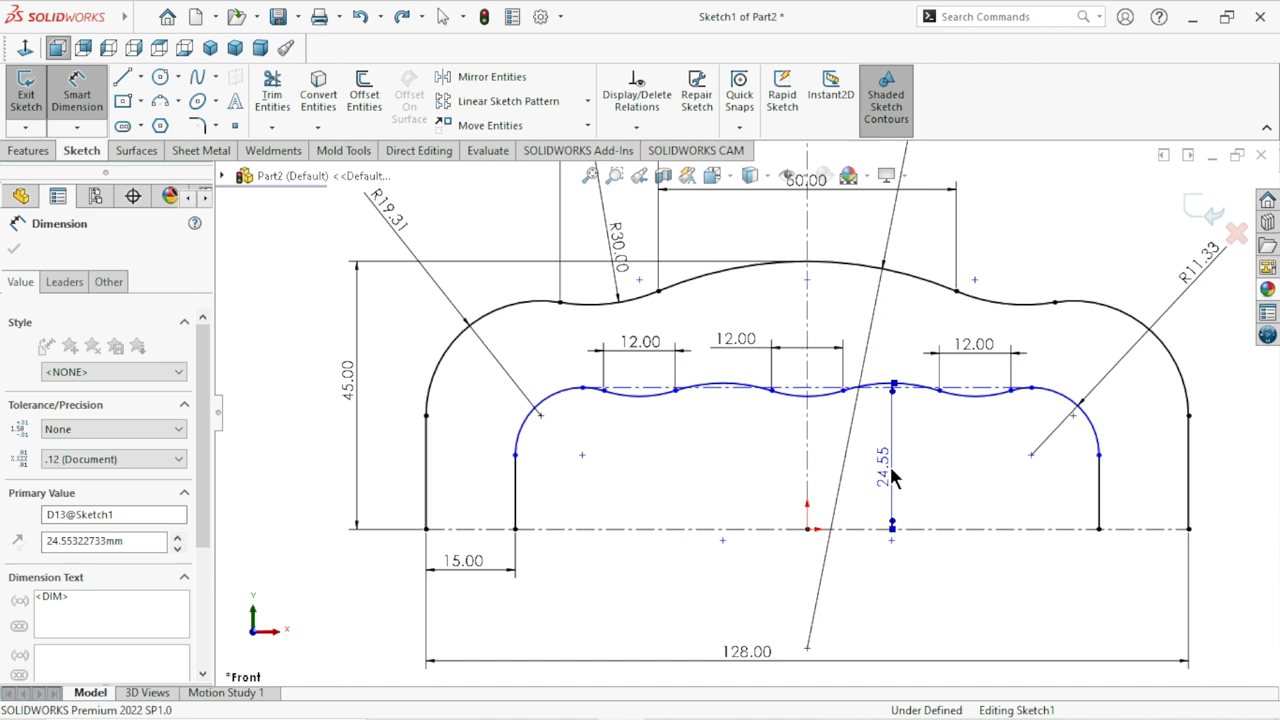 SOLIDWORKS
Sketch1 of Part2 *
Search Commands
Exit Sketch
Smart Dimension
Trim Entities
Convert Entities
Offset Entities
Offset On Surface
Mirror Entities
Linear Sketch Pattern
Move Entities
Display/Delete Relations
Repair Sketch
Quick Snaps
Rapid Sketch
Instant2D
Shaded Sketch Contours
Features
Sketch
Surfaces
Sheet Metal
Weldments
Mold Tools
Direct Editing
Evaluate
SOLIDWORKS Add-Ins
SOLIDWORKS CAM
Part2 (Default) <<Default...
Dimension
Value
Leaders
Other
Style
<NONE>
Tolerance/Precision
None
.12 (Document)
Primary Value
D13@Sketch1
24.55322733mm
Dimension Text
<DIM>
60.00
R19.31
R30.00
R11.33
12.00
12.00
12.00
45.00
24.55
15.00
128.00
Y
X
*Front
Model
3D Views
Motion Study 1
SOLIDWORKS Premium 2022 SP1.0
Under Defined
Editing Sketch1